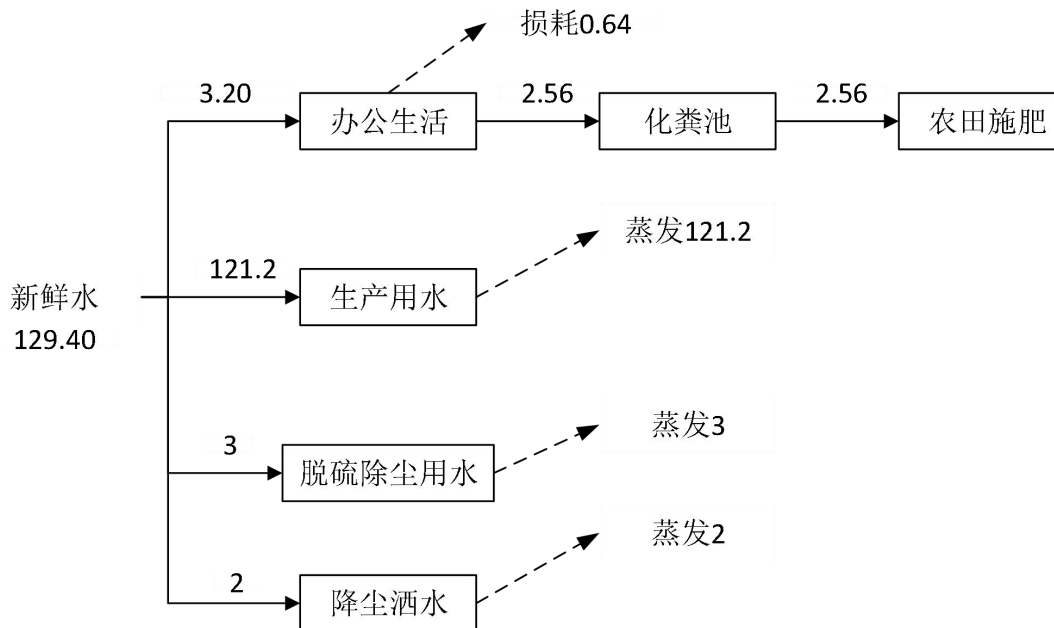 损耗0.64
3.20
办公生活
2.56
化粪池
2.56
农田施肥
蒸发121.2
121.2
生产用水
新鲜水
129.40
蒸发3
3
脱硫除尘用水
蒸发2
2
降尘洒水